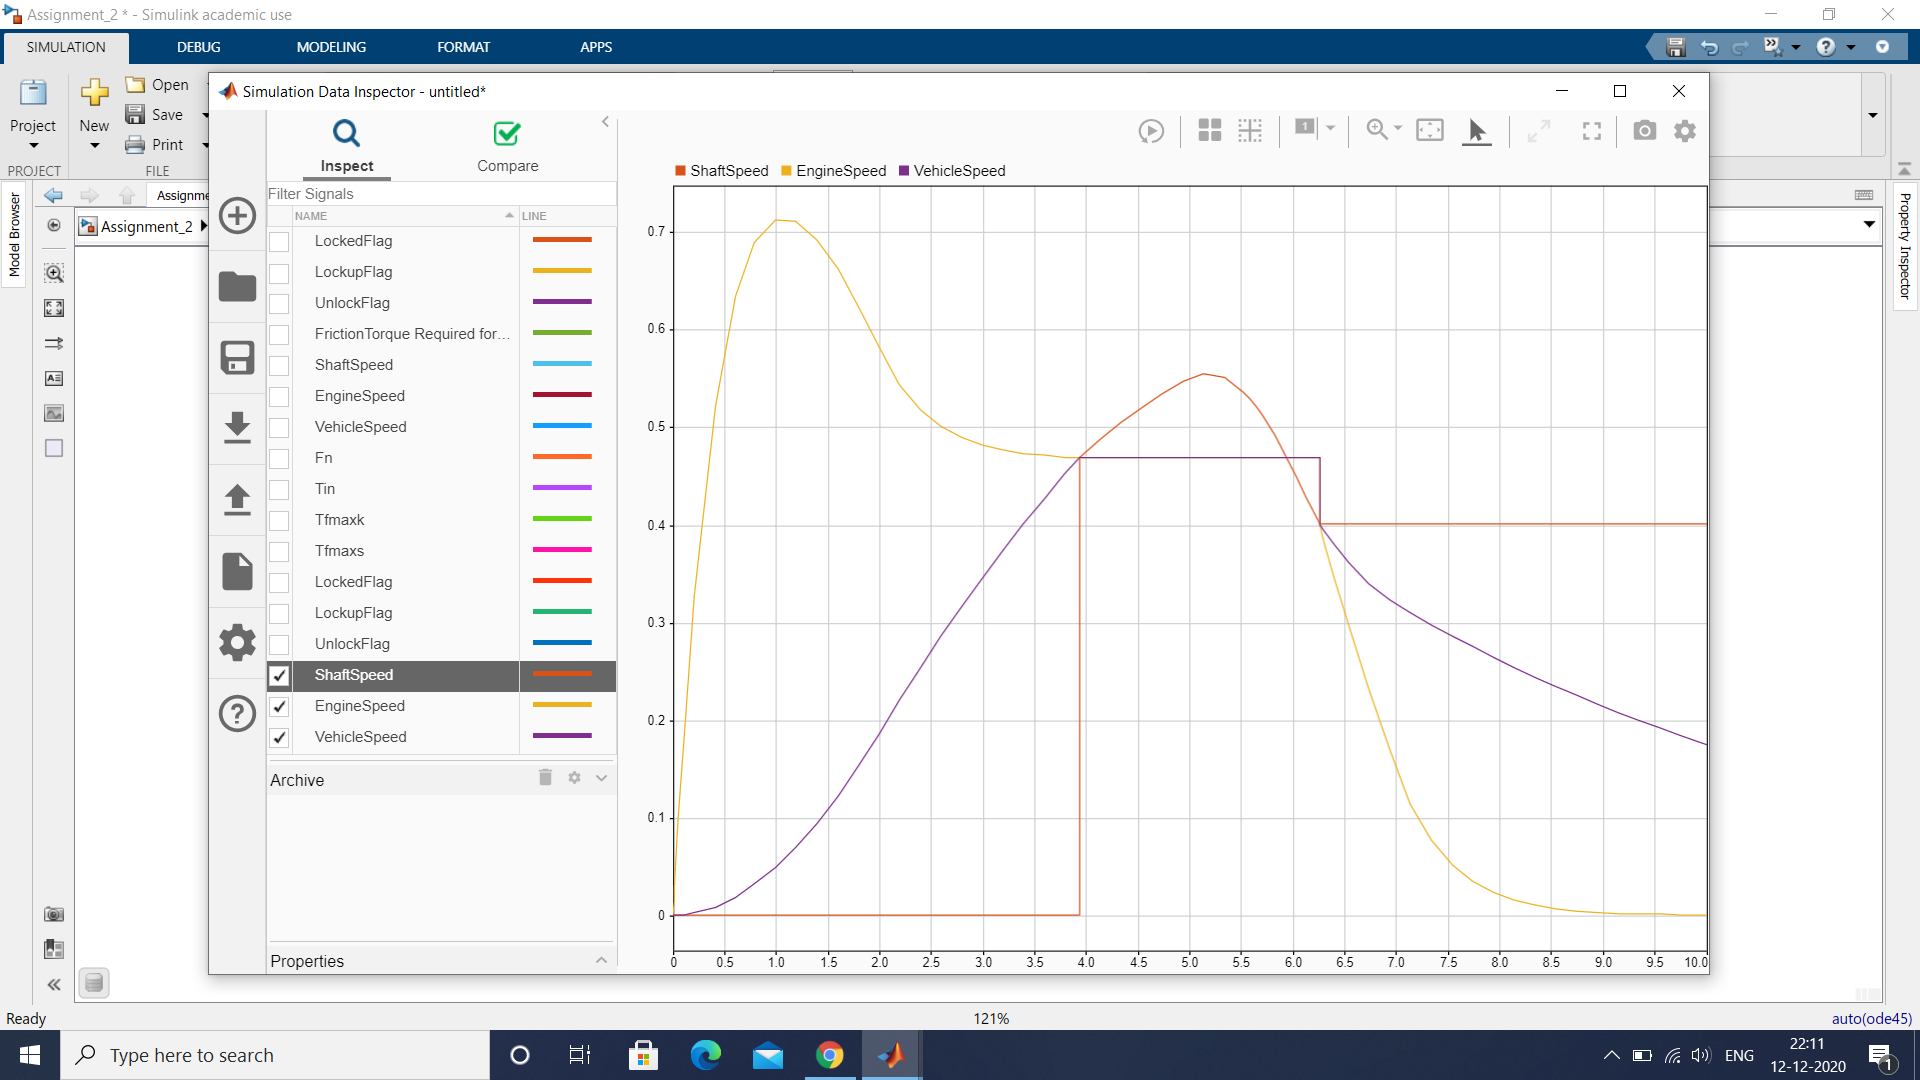 Assignment_2 * - Simulink academic use
SIMULATION DEBUG MODELING FORMAT APPS
Project
New
Open
Save
Print
PROJECT FILE
Model Browser
Assignme
Assignment_2
Property Inspector
Simulation Data Inspector - untitled*
Inspect Compare
Filter Signals
NAME LINE
LockedFlag
LockupFlag
UnlockFlag
FrictionTorque Required for...
ShaftSpeed
EngineSpeed
VehicleSpeed
Fn
Tin
Tfmaxk
Tfmaxs
LockedFlag
LockupFlag
UnlockFlag
ShaftSpeed
EngineSpeed
VehicleSpeed
Archive
Properties
1
ShaftSpeed EngineSpeed VehicleSpeed
0.7
0.6
0.5
0.4
0.3
0.2
0.1
0
0 0.5 1.0 1.5 2.0 2.5 3.0 3.5 4.0 4.5 5.0 5.5 6.0 6.5 7.0 7.5 8.0 8.5 9.0 9.5 10.0
Ready 121% auto(ode45)
Type here to search
ENG
22:11
12-12-2020
1